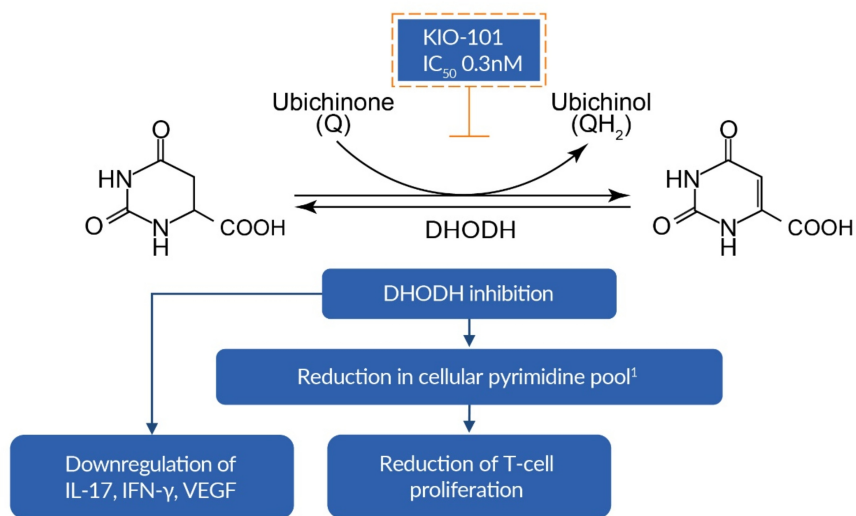 KIO-101
IC₅₀ 0.3nM
Ubichinone
(Q)
Ubichinol
(QH₂)
O
HN
O
N
H
COOH
DHODH
O
HN
O
N
H
COOH
DHODH inhibition
Reduction in cellular pyrimidine pool¹
Downregulation of
IL-17, IFN-γ, VEGF
Reduction of T-cell
proliferation